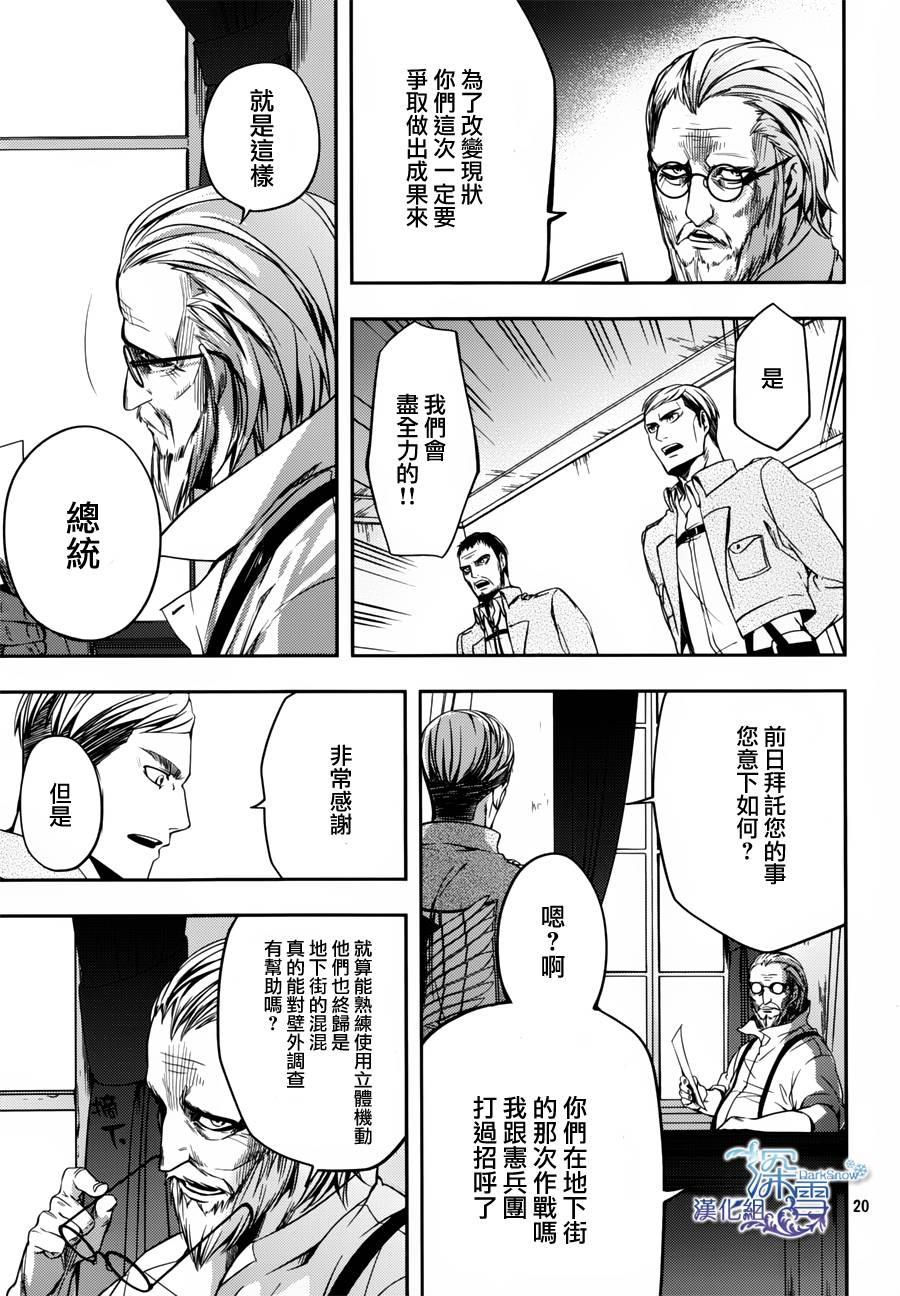 為了改變現狀
你們這次一定要
爭取做出成果來
就是這樣
是
我們會
盡全力的!!
總統
前日拜託您的事
您意下如何?
嗯?啊
你們在地下街
的那次作戰嗎
我跟憲兵團
打過招呼了
非常感謝
但是
就算能熟練使用立體機動
他們也終歸是
地下街的混混
真的能對壁外調查
有幫助嗎?
摘下
深雪
DarkSnow
漢化組
20